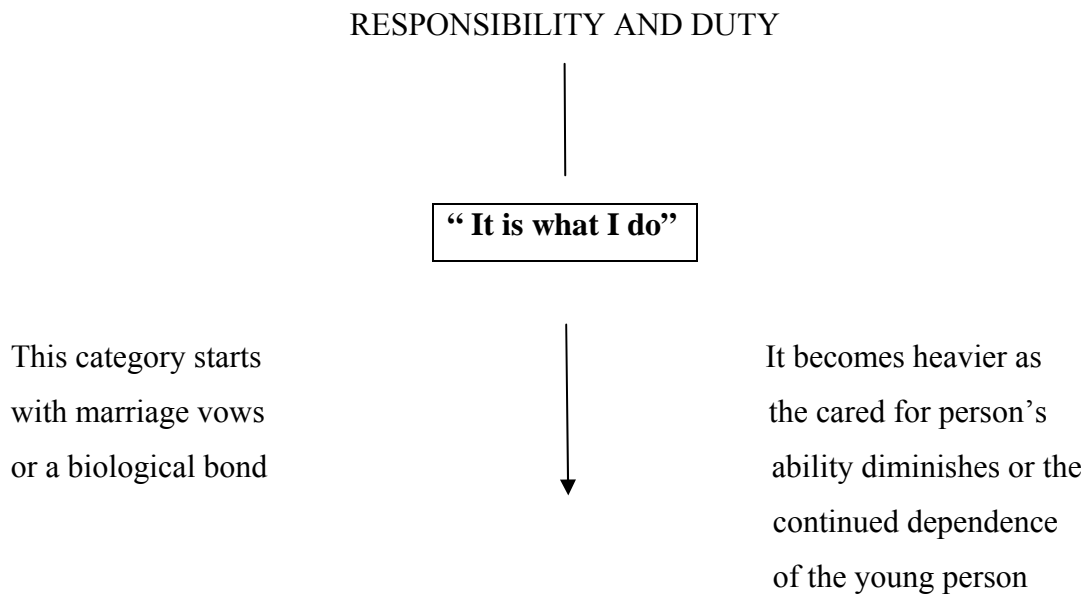 RESPONSIBILITY AND DUTY
“ It is what I do”
This category starts
with marriage vows
or a biological bond
It becomes heavier as
the cared for person’s
ability diminishes or the
continued dependence
of the young person